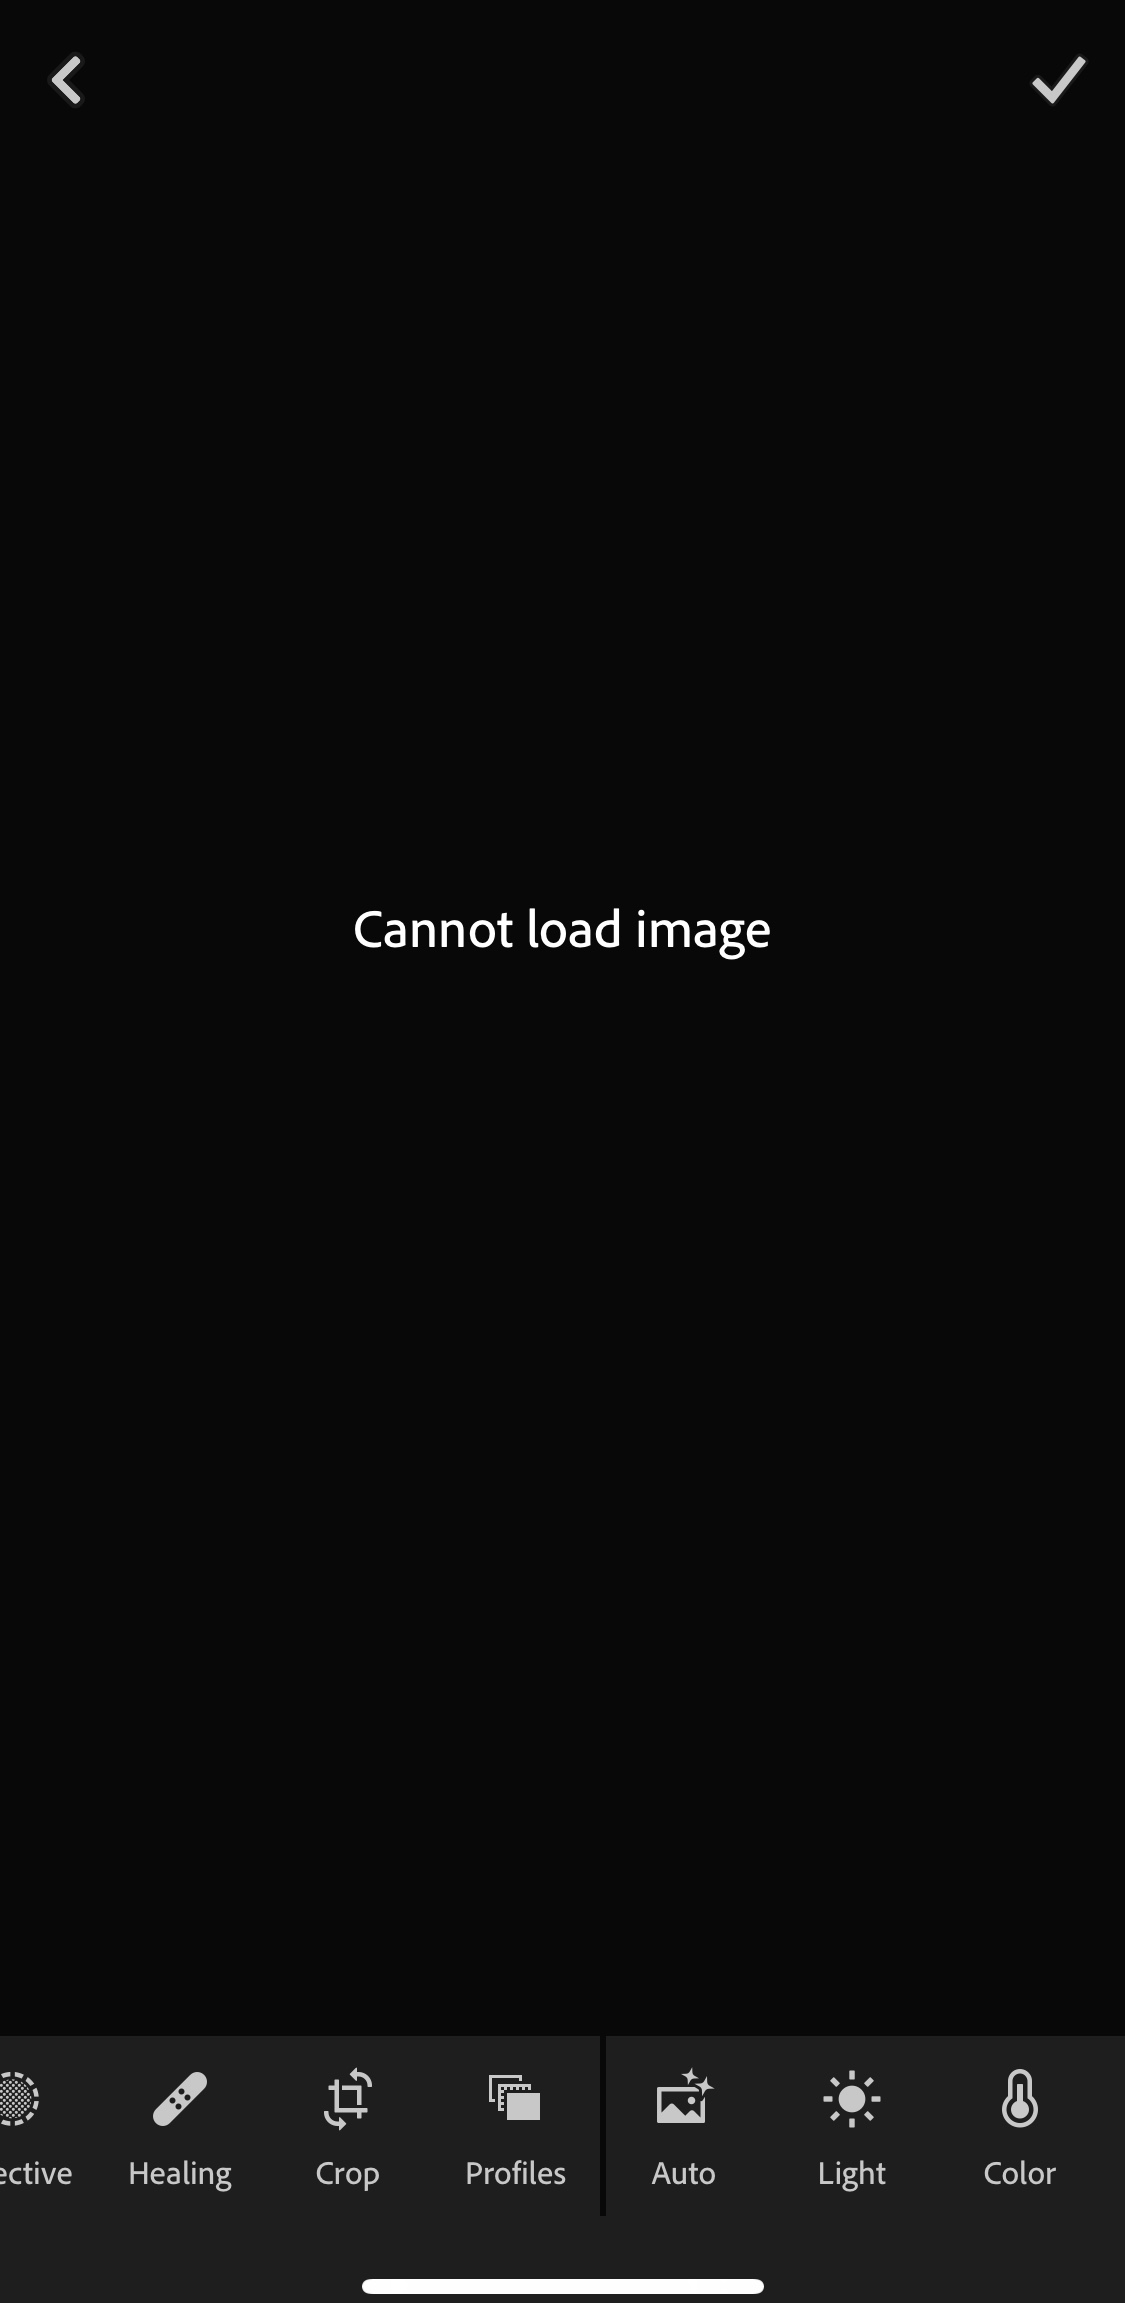 Cannot load image
ective
Healing
Crop
Profiles
Auto
Light
Color